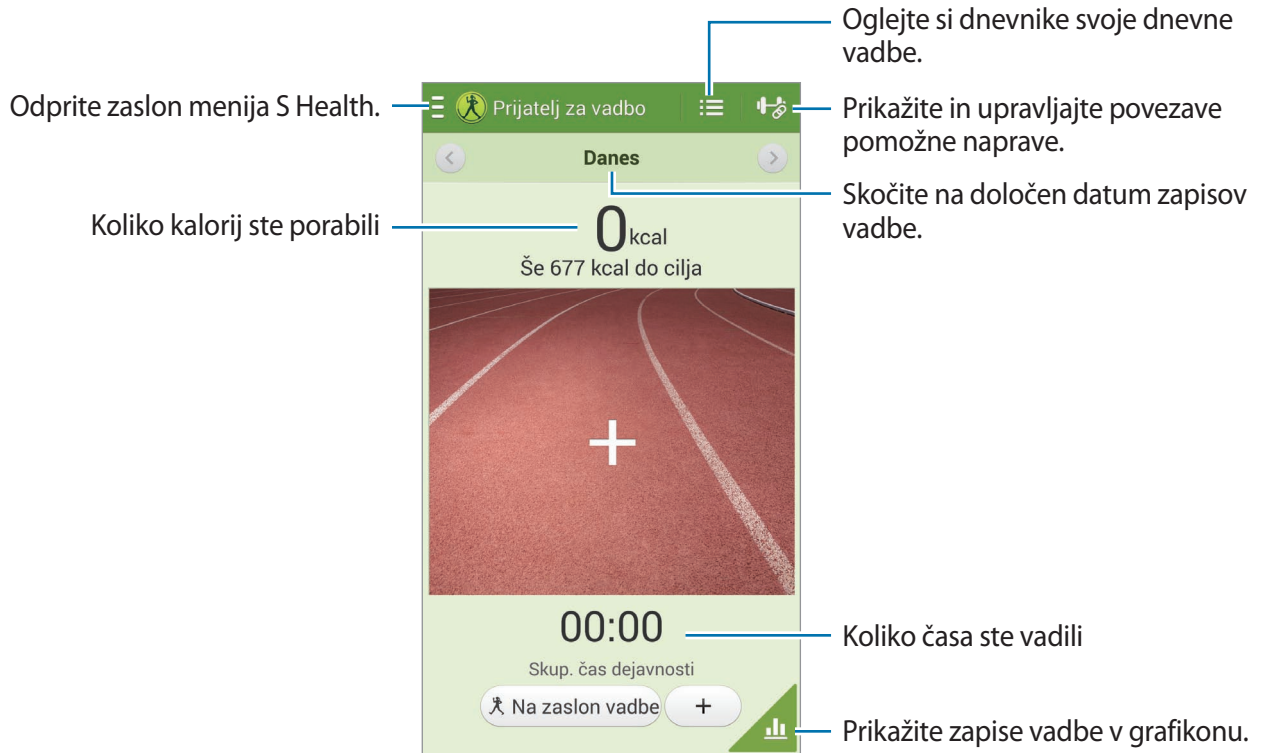 Oglejte si dnevnike svoje dnevne
vadbe.
Odprite zaslon menija S Health.
Prijatelj za vadbo
Prikažite in upravljajte povezave
pomožne naprave.
Danes
Skočite na določen datum zapisov
vadbe.
Koliko kalorij ste porabili
0 kcal
Še 677 kcal do cilja
00:00
Koliko časa ste vadili
Skup. čas dejavnosti
Na zaslon vadbe
+
Prikažite zapise vadbe v grafikonu.